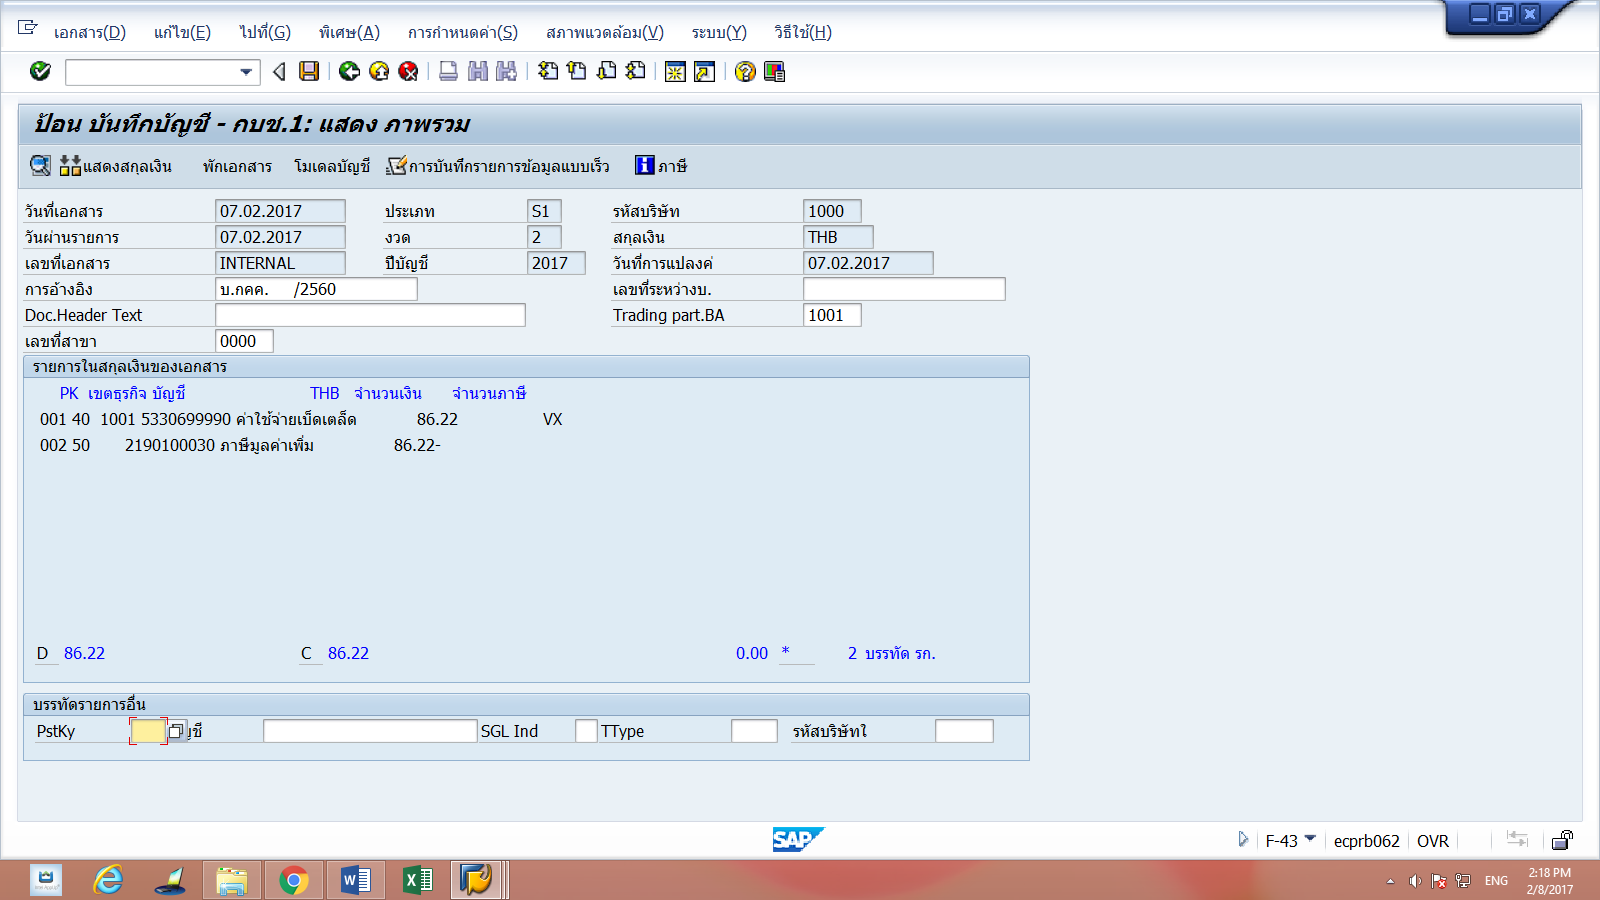 เอกสาร(D) แก้ไข(E) ไปที่(G) พิเศษ(A) การกำหนดค่า(S) สภาพแวดล้อม(V) ระบบ(Y) วิธีใช้(H)
ป้อน บันทึกบัญชี - กบช.1: แสดง ภาพรวม
แสดงสกุลเงิน พักเอกสาร โมเดลบัญชี การบันทึกรายการข้อมูลแบบเร็ว ภาษี
วันที่เอกสาร 07.02.2017 ประเภท S1 รหัสบริษัท 1000
วันผ่านรายการ 07.02.2017 งวด 2 สกุลเงิน THB
เลขที่เอกสาร INTERNAL ปีบัญชี 2017 วันที่การแปลงค่ 07.02.2017
การอ้างอิง บ.กคค. /2560 เลขที่ระหว่างบ.
Doc.Header Text Trading part.BA 1001
เลขที่สาขา 0000
รายการในสกุลเงินของเอกสาร
PK เขตธุรกิจ บัญชี THB จำนวนเงิน จำนวนภาษี
001 40 1001 5330699990 ค่าใช้จ่ายเบ็ดเตล็ด 86.22 VX
002 50 2190100030 ภาษีมูลค่าเพิ่ม 86.22-
D 86.22 C 86.22 0.00 * 2 บรรทัด รก.
บรรทัดรายการอื่น
PstKy ชี SGL Ind TType รหัสบริษัทใ
SAP F-43 ecprb062 OVR
ENG 2:18 PM
2/8/2017